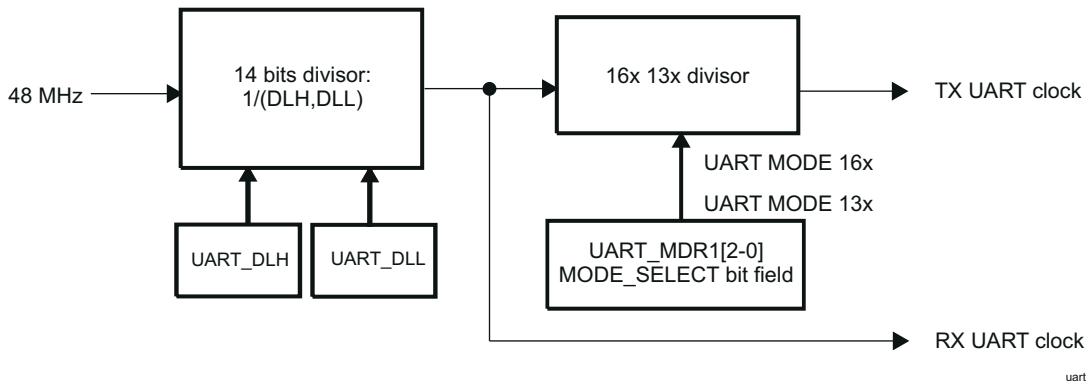 48 MHz
14 bits divisor:
1/(DLH,DLL)
16x 13x divisor
TX UART clock
UART MODE 16x
UART MODE 13x
UART_DLH
UART_DLL
UART_MDR1[2-0]
MODE_SELECT bit field
RX UART clock
uart